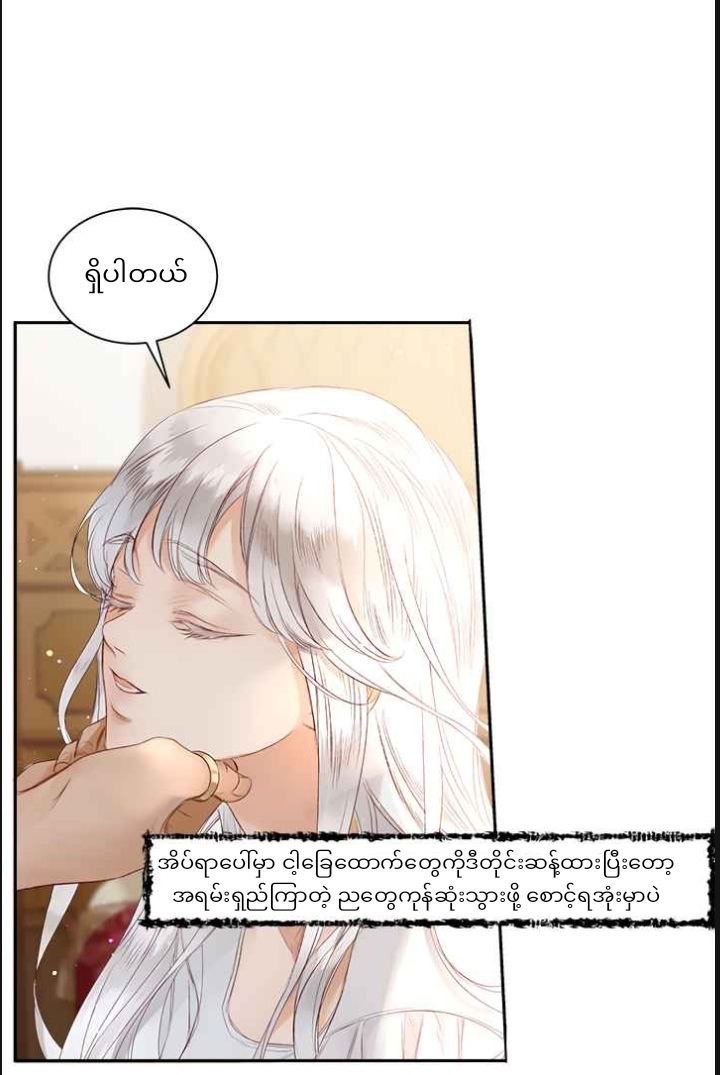 ရှိပါတယ်
အိပ်ရာပေါ်မှာ ငါ့ခြေထောက်တွေကိုဒီတိုင်းဆန့်ထားပြီးတော့
အရမ်းရှည်ကြာတဲ့ ညတွေကုန်ဆုံးသွားဖို့ စောင့်ရအုံးမှာပဲ